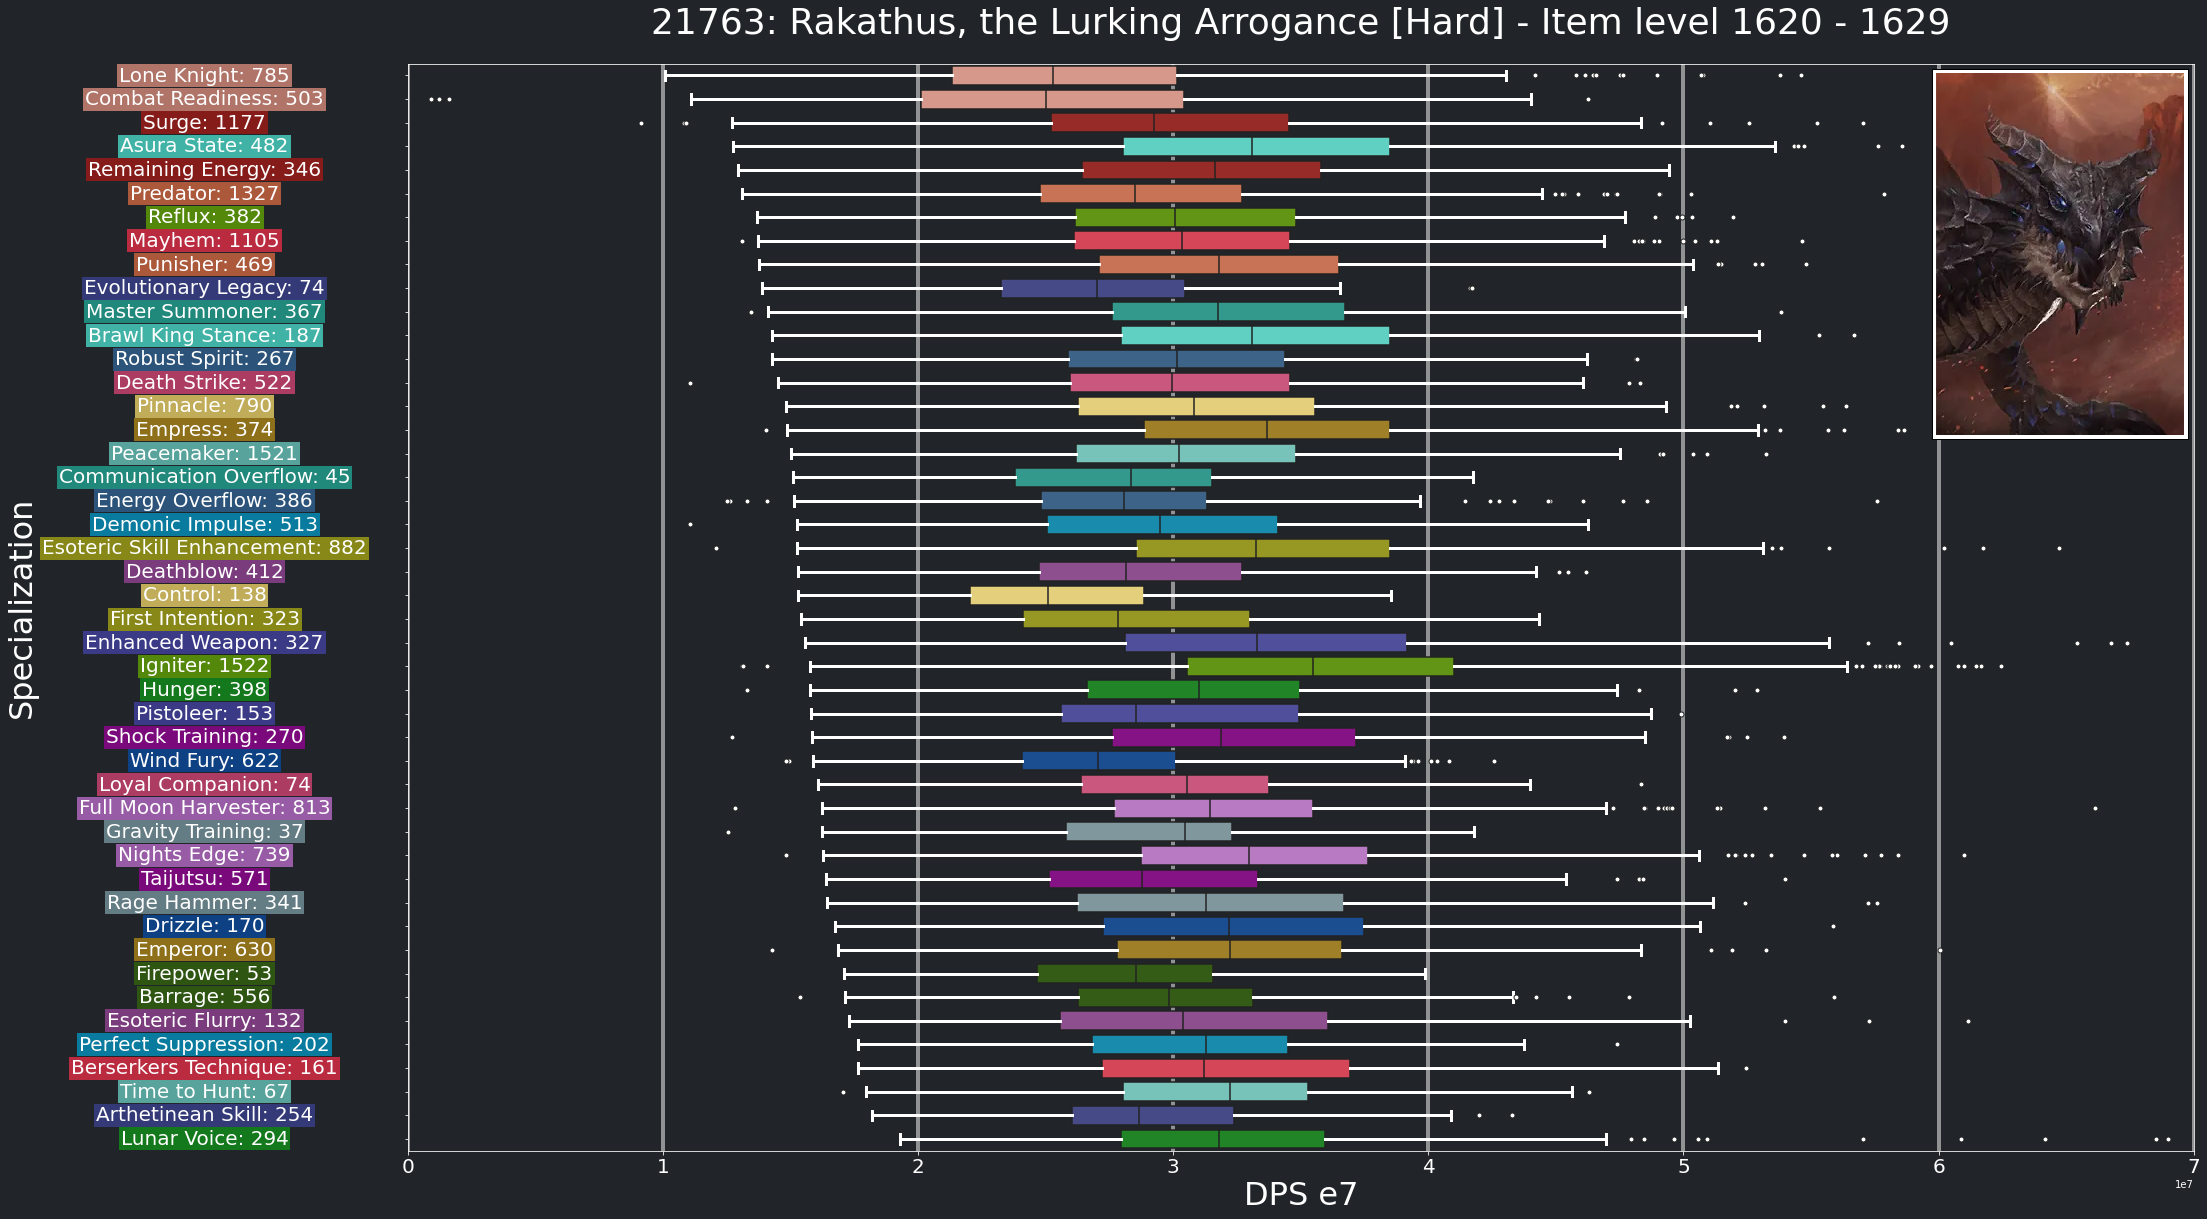 21763: Rakathus, the Lurking Arrogance [Hard] - Item level 1620 - 1629
Lone Knight: 785
Combat Readiness: 503
Surge: 1177
Asura State: 482
Remaining Energy: 346
Predator: 1327
Reflux: 382
Mayhem: 1105
Punisher: 469
Evolutionary Legacy: 74
Master Summoner: 367
Brawl King Stance: 187
Robust Spirit: 267
Death Strike: 522
Pinnacle: 790
Empress: 374
Peacemaker: 1521
Communication Overflow: 45
Energy Overflow: 386
Demonic Impulse: 513
Esoteric Skill Enhancement: 882
Deathblow: 412
Control: 138
First Intention: 323
Enhanced Weapon: 327
Igniter: 1522
Hunger: 398
Pistoleer: 153
Shock Training: 270
Wind Fury: 622
Loyal Companion: 74
Full Moon Harvester: 813
Gravity Training: 37
Nights Edge: 739
Taijutsu: 571
Rage Hammer: 341
Drizzle: 170
Emperor: 630
Firepower: 53
Barrage: 556
Esoteric Flurry: 132
Perfect Suppression: 202
Berserkers Technique: 161
Time to Hunt: 67
Arthetinean Skill: 254
Lunar Voice: 294
Specialization
0 1 2 3 4 5 6 7
1e7
DPS e7